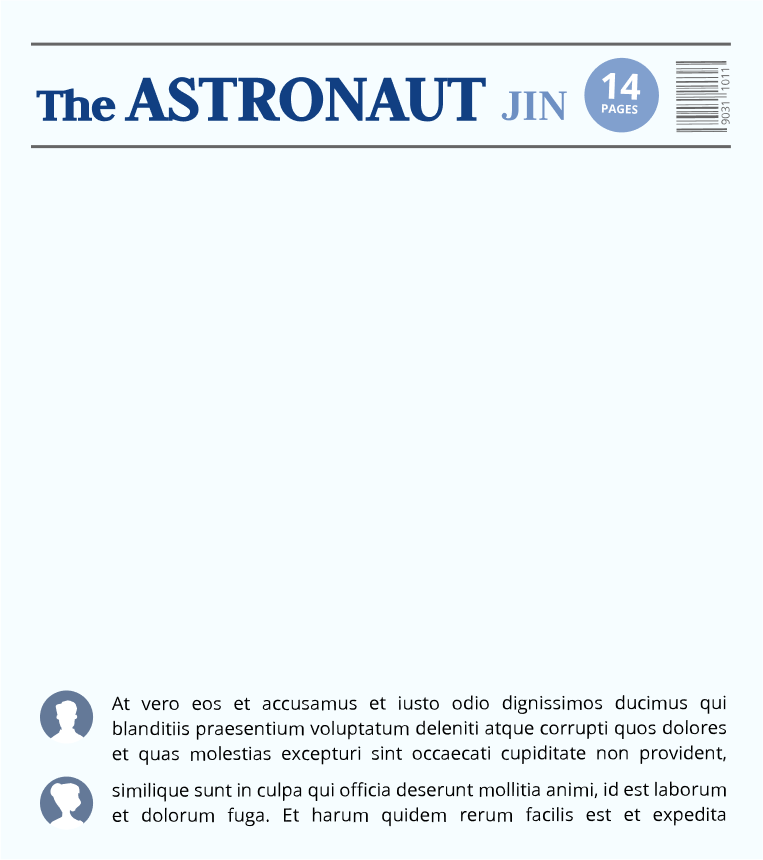 The ASTRONAUT JIN
14
PAGES
9031 1011
At vero eos et accusamus et iusto odio dignissimos ducimus qui
blanditiis praesentium voluptatum deleniti atque corrupti quos dolores
et quas molestias excepturi sint occaecati cupiditate non provident,
similique sunt in culpa qui officia deserunt mollitia animi, id est laborum
et dolorum fuga. Et harum quidem rerum facilis est et expedita